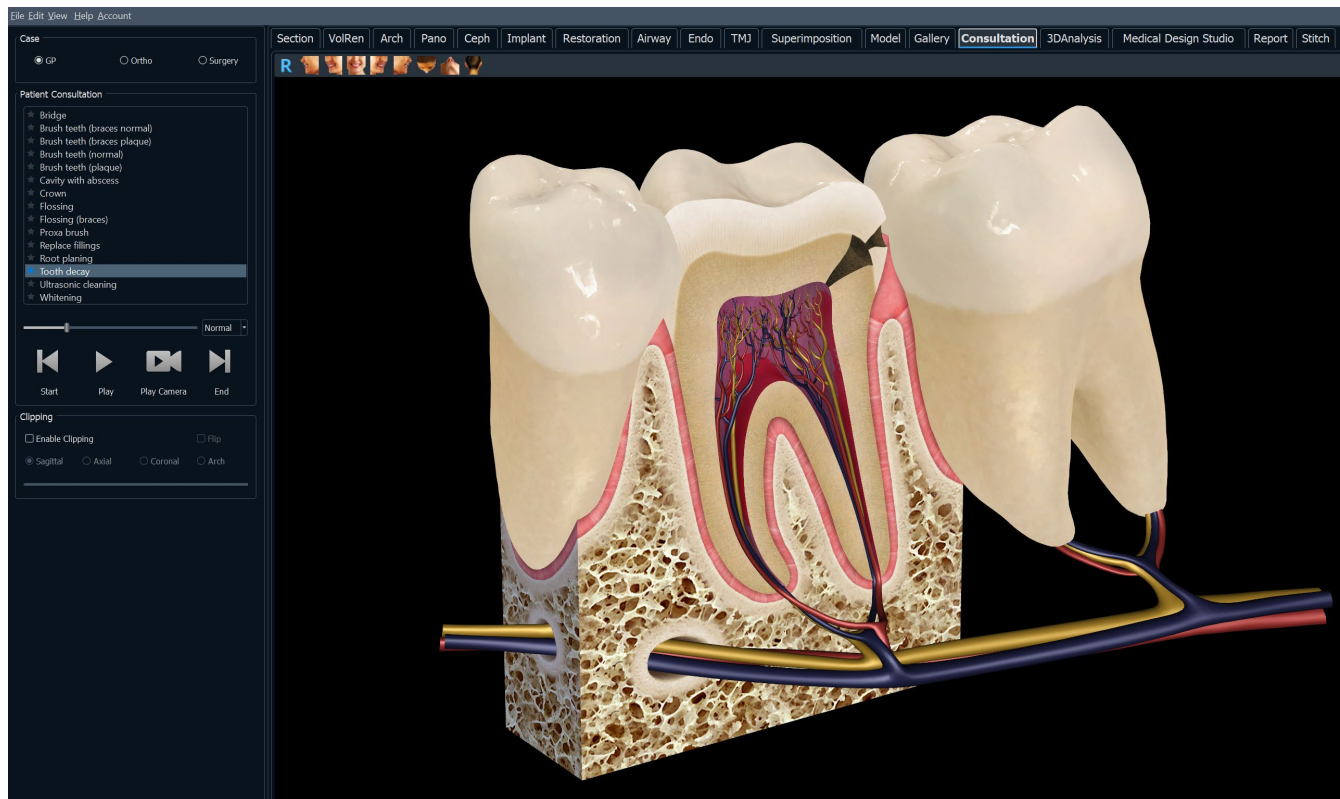 File Edit View Help Account
Case
GP Ortho Surgery
Patient Consultation
Bridge
Brush teeth (braces normal)
Brush teeth (braces plaque)
Brush teeth (normal)
Brush teeth (plaque)
Cavity with abscess
Crown
Flossing
Flossing (braces)
Proxa brush
Replace fillings
Root planing
Tooth decay
Ultrasonic cleaning
Whitening
Normal
Start Play Play Camera End
Clipping
Enable Clipping Flip
Sagittal Axial Coronal Arch
Section VolRen Arch Pano Ceph Implant Restoration Airway Endo TMJ Superimposition Model Gallery Consultation 3DAnalysis Medical Design Studio Report Stitch
R